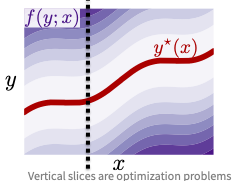 f(y; x)
y*(x)
y
x
Vertical slices are optimization problems